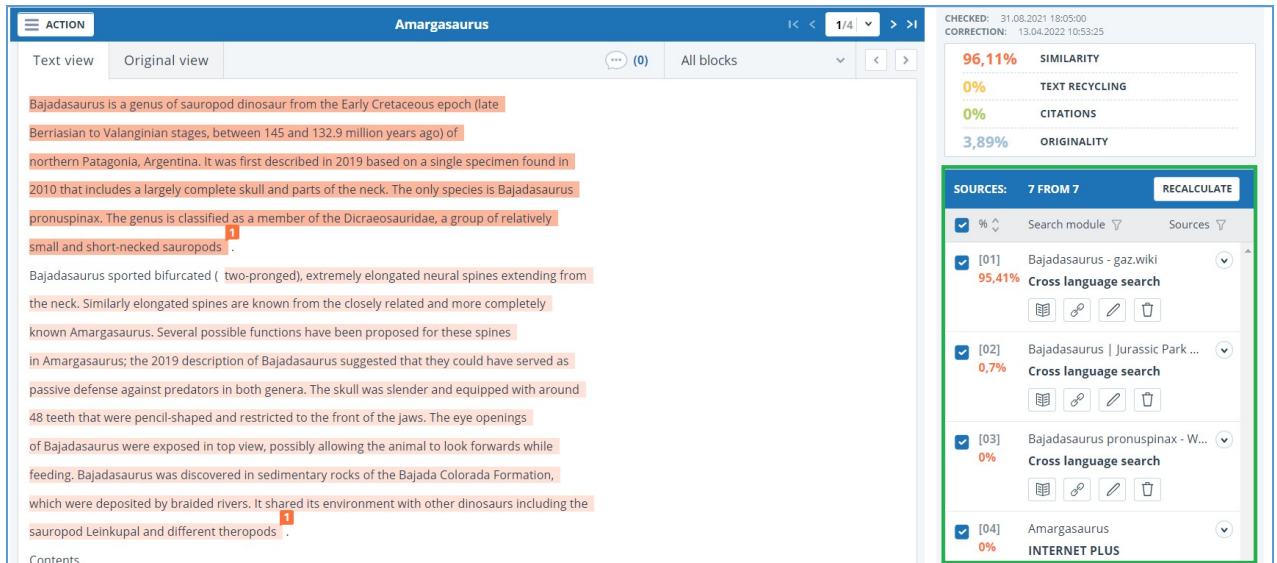 ACTION
Amargasaurus
1/4
Text view
Original view
(0)
All blocks
Bajadasaurus is a genus of sauropod dinosaur from the Early Cretaceous epoch (late
Berriasian to Valanginian stages, between 145 and 132.9 million years ago) of
northern Patagonia, Argentina. It was first described in 2019 based on a single specimen found in
2010 that includes a largely complete skull and parts of the neck. The only species is Bajadasaurus
pronuspinax. The genus is classified as a member of the Dicraeosauridae, a group of relatively
1
small and short-necked sauropods .
Bajadasaurus sported bifurcated ( two-pronged), extremely elongated neural spines extending from
the neck. Similarly elongated spines are known from the closely related and more completely
known Amargasaurus. Several possible functions have been proposed for these spines
in Amargasaurus; the 2019 description of Bajadasaurus suggested that they could have served as
passive defense against predators in both genera. The skull was slender and equipped with around
48 teeth that were pencil-shaped and restricted to the front of the jaws. The eye openings
of Bajadasaurus were exposed in top view, possibly allowing the animal to look forwards while
feeding. Bajadasaurus was discovered in sedimentary rocks of the Bajada Colorada Formation,
which were deposited by braided rivers. It shared its environment with other dinosaurs including the
1
sauropod Leinkupal and different theropods .
Contents
CHECKED: 31.08.2021 18:05:00
CORRECTION: 13.04.2022 10:53:25
96,11% SIMILARITY
0% TEXT RECYCLING
0% CITATIONS
3,89% ORIGINALITY
SOURCES: 7 FROM 7 RECALCULATE
% Search module Sources
[01] Bajadasaurus - gaz.wiki
95,41% Cross language search
[02] Bajadasaurus | Jurassic Park ...
0,7% Cross language search
[03] Bajadasaurus pronuspinax - W...
0% Cross language search
[04] Amargasaurus
0% INTERNET PLUS